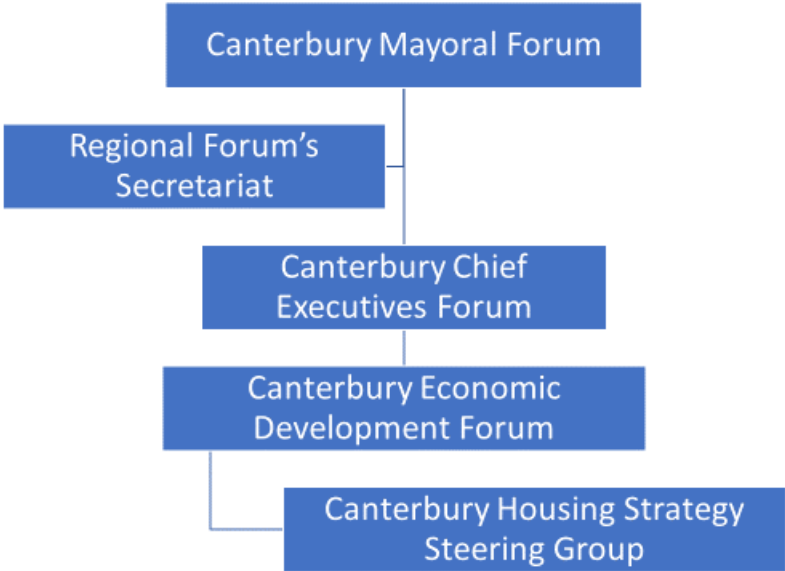 Canterbury Mayoral Forum
Regional Forum's
Secretariat
Canterbury Chief
Executives Forum
Canterbury Economic
Development Forum
Canterbury Housing Strategy
Steering Group